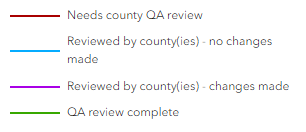 Needs county QA review
Reviewed by county(ies) - no changes
made
Reviewed by county(ies) - changes made
QA review complete